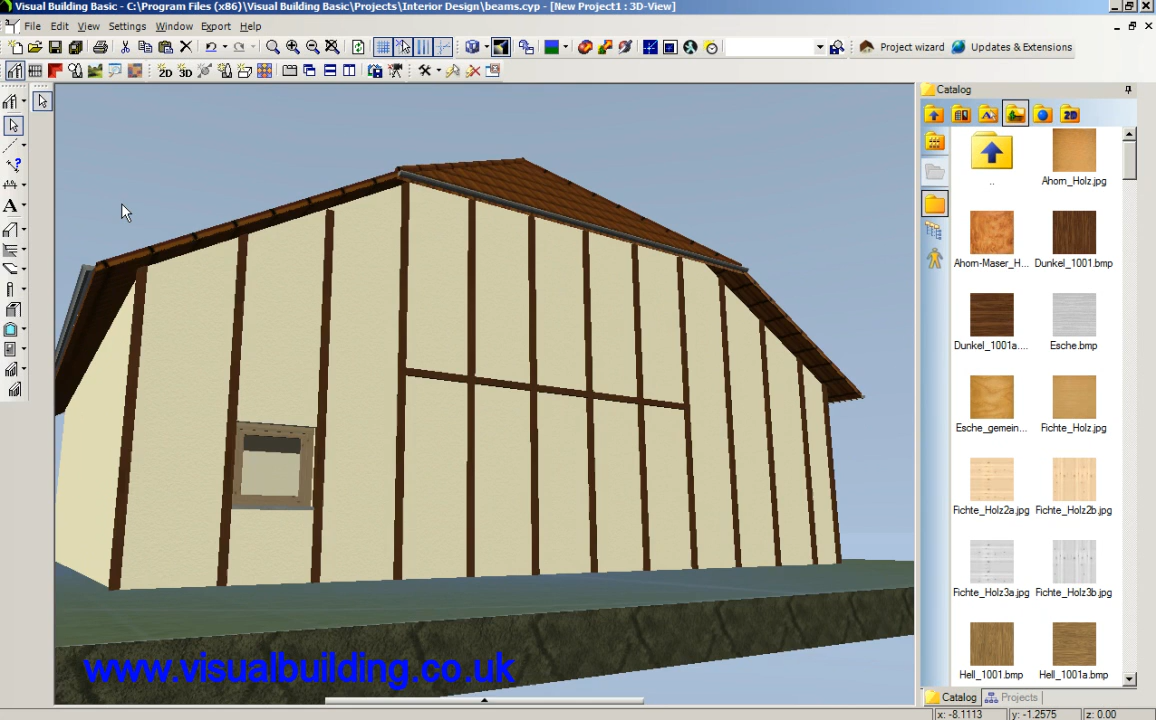 Visual Building Basic - C:\Program Files (x86)\Visual Building Basic\Projects\Interior Design\beams.cyp - [New Project1 : 3D-View]
File Edit View Settings Window Export Help
Project wizard Updates & Extensions
2D 3D
Catalog
2D
..
Ahorn_Holz.jpg
Ahorn-Maser_H... Dunkel_1001.bmp
Dunkel_1001a.... Esche.bmp
Esche_gemein... Fichte_Holz.jpg
Fichte_Holz2a.jpg Fichte_Holz2b.jpg
Fichte_Holz3a.jpg Fichte_Holz3b.jpg
Hell_1001.bmp Hell_1001a.bmp
www.visualbuilding.co.uk
Catalog Projects
x: -8.1113 y: -1.2575 z: 0.00